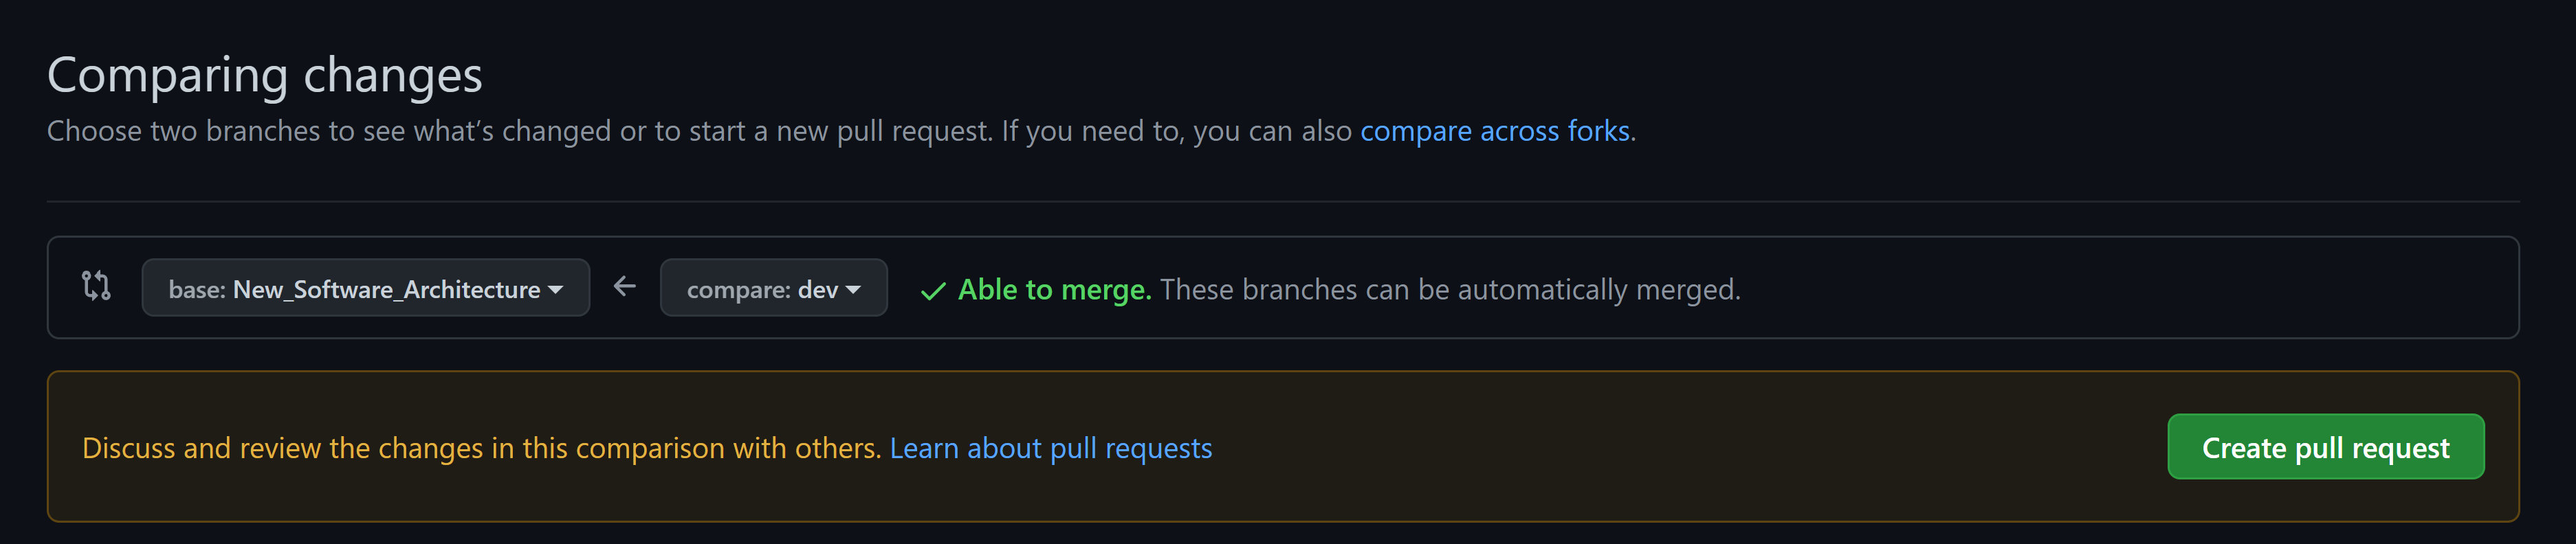 Comparing changes
Choose two branches to see what’s changed or to start a new pull request. If you need to, you can also compare across forks.
base: New_Software_Architecture compare: dev Able to merge. These branches can be automatically merged.
Discuss and review the changes in this comparison with others. Learn about pull requests Create pull request